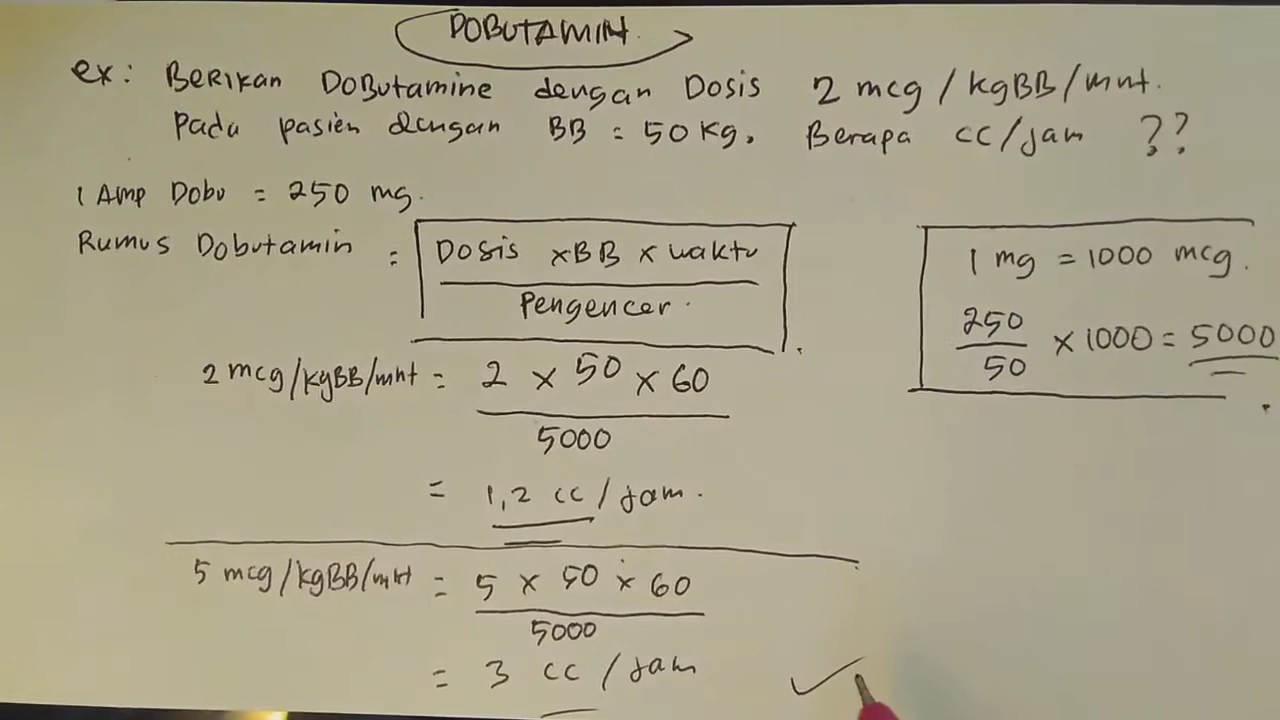 DOBUTAMIN
ex: BERIKAN DOBUtamine dengan Dosis 2 mcg/kgBB/mnt.
Pada pasien dengan BB = 50 Kg. Berapa cc/jam ??
1 Amp Dobu = 250 mg.
Rumus Dobutamin = Dosis x BB x waktu
Pengencer.
1 mg = 1000 mcg.
250
50
x 1000 = 5000
2 mcg/kgBB/mnt = 2 x 50 x 60
5000
= 1,2 cc/jam.
5 mcg/kgBB/mnt = 5 x 50 x 60
5000
= 3 cc/jam